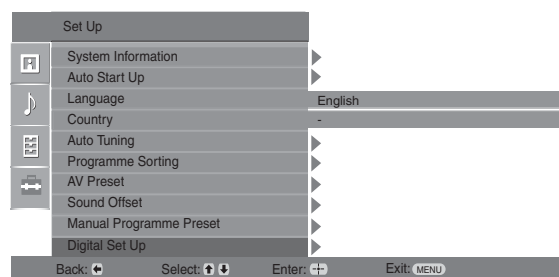 Set Up
System Information
Auto Start Up
Language English
Country -
Auto Tuning
Programme Sorting
AV Preset
Sound Offset
Manual Programme Preset
Digital Set Up
Back: Select: Enter: Exit: MENU